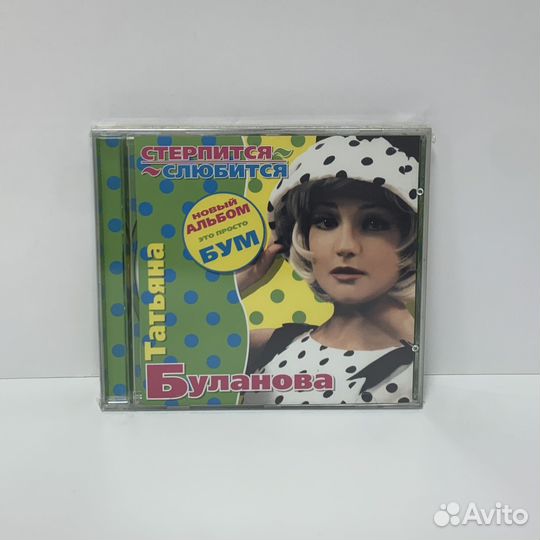 СТЕРПИТСЯ~
~СЛЮБИТСЯ
НОВЫЙ
АЛЬБОМ
ЭТО ПРОСТО
БУМ
Татьяна
Буланова
Avito